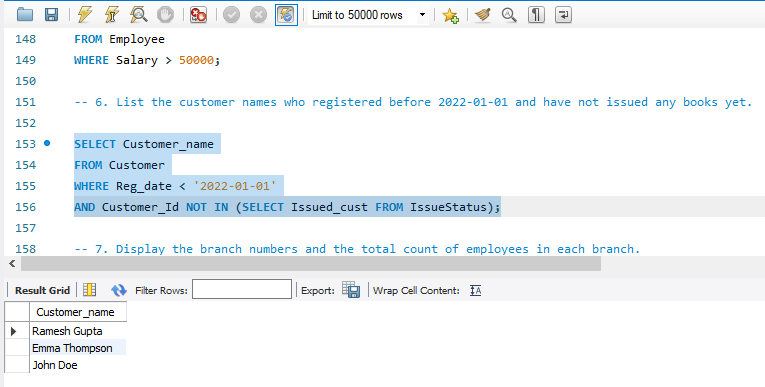 Limit to 50000 rows
148 FROM Employee
149 WHERE Salary > 50000;
150
151 -- 6. List the customer names who registered before 2022-01-01 and have not issued any books yet.
152
153 SELECT Customer_name
154 FROM Customer
155 WHERE Reg_date < '2022-01-01'
156 AND Customer_Id NOT IN (SELECT Issued_cust FROM IssueStatus);
157
158 -- 7. Display the branch numbers and the total count of employees in each branch.
Result Grid Filter Rows: Export: Wrap Cell Content:
Customer_name
Ramesh Gupta
Emma Thompson
John Doe